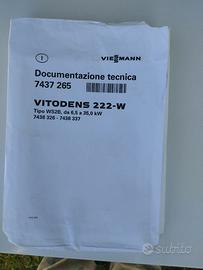 I
VIESMANN
Documentazione tecnica
7437 265
VITODENS 222-W
Tipo WS2B, da 6,5 a 35,0 kW
7438 326 - 7438 337
subito